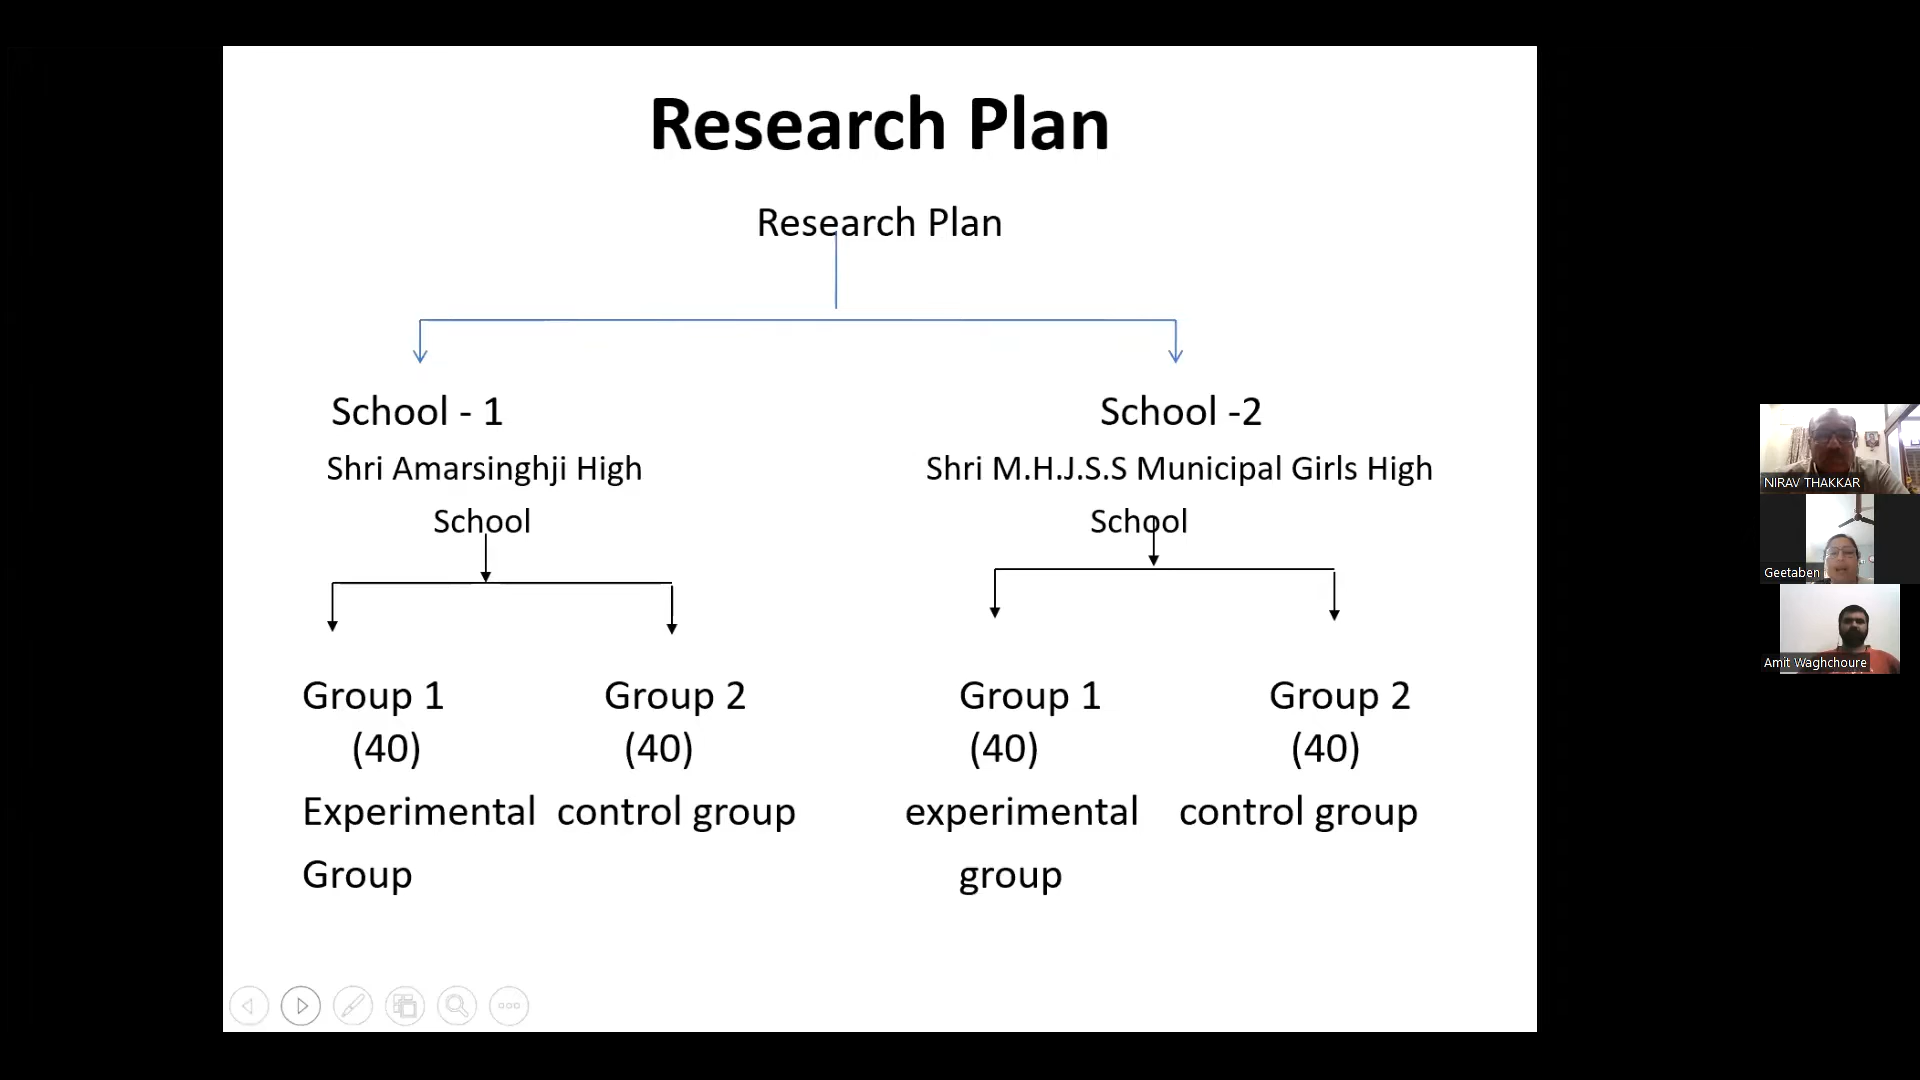 Research Plan
Research Plan
School - 1
School -2
Shri Amarsinghji High
School
Shri M.H.J.S.S Municipal Girls High
School
Group 1
(40)
Experimental
Group
Group 2
(40)
control group
Group 1
(40)
experimental
group
Group 2
(40)
control group
NIRAV THAKKAR
Geetaben
Amit Waghchoure